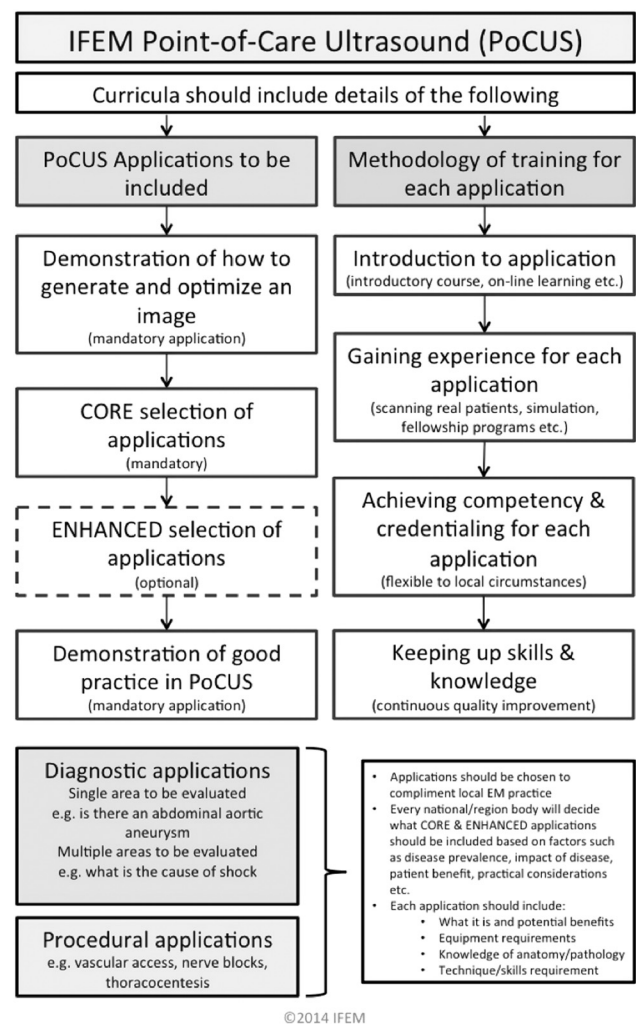 IFEM Point-of-Care Ultrasound (PoCUS)
Curricula should include details of the following
PoCUS Applications to be
included
Demonstration of how to
generate and optimize an
image
(mandatory application)
CORE selection of
applications
(mandatory)
ENHANCED selection of
applications
(optional)
Demonstration of good
practice in PoCUS
(mandatory application)
Methodology of training for
each application
Introduction to application
(introductory course, on-line learning etc.)
Gaining experience for each
application
(scanning real patients, simulation,
fellowship programs etc.)
Achieving competency &
credentialing for each
application
(flexible to local circumstances)
Keeping up skills &
knowledge
(continuous quality improvement)
Diagnostic applications
Single area to be evaluated
e.g. is there an abdominal aortic
aneurysm
Multiple areas to be evaluated
e.g. what is the cause of shock
Procedural applications
e.g. vascular access, nerve blocks,
thoracocentesis
• Applications should be chosen to
compliment local EM practice
• Every national/region body will decide
what CORE & ENHANCED applications
should be included based on factors such
as disease prevalence, impact of disease,
patient benefit, practical considerations
etc.
• Each application should include:
• What it is and potential benefits
• Equipment requirements
• Knowledge of anatomy/pathology
• Technique/skills requirement
©2014 IFEM